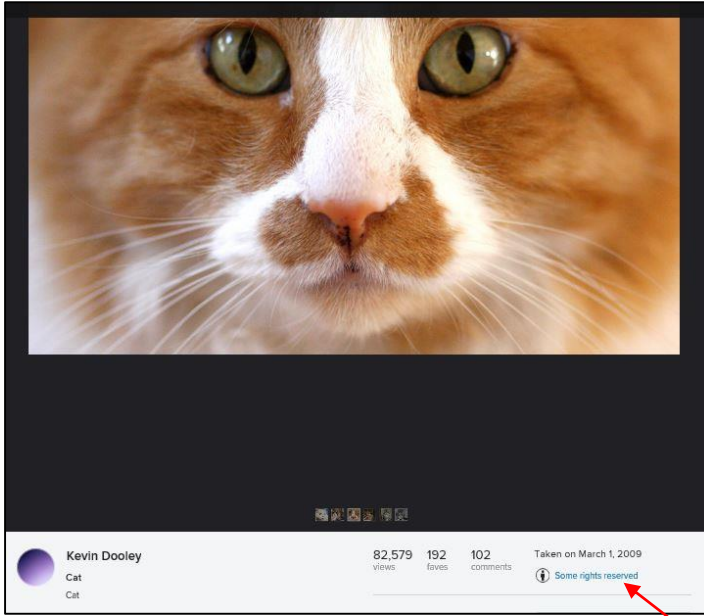 Kevin Dooley
Cat
Cat
82,579 views
192 faves
102 comments
Taken on March 1, 2009
Some rights reserved